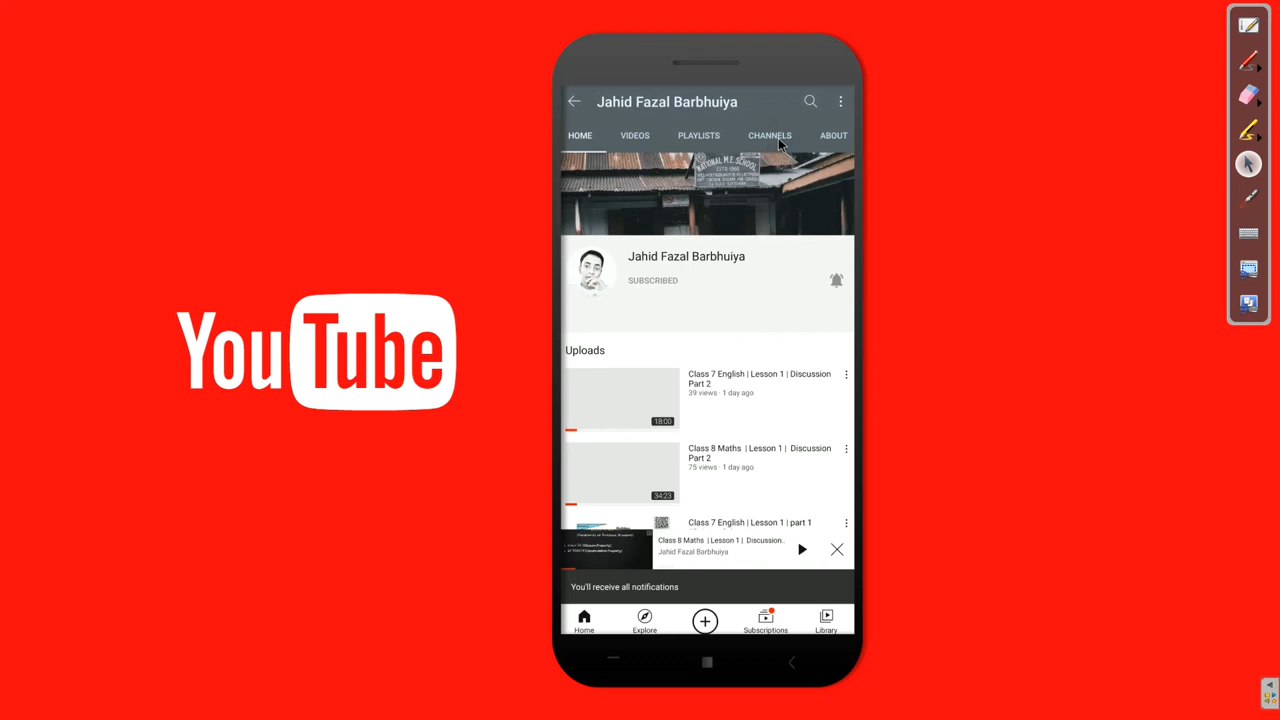 YouTube
Jahid Fazal Barbhuiya
HOME VIDEOS PLAYLISTS CHANNELS ABOUT
NATIONAL M.E. SCHOOL
Jahid Fazal Barbhuiya
SUBSCRIBED
Uploads
Class 7 English | Lesson 1 | Discussion
Part 2
39 views · 1 day ago
18:00
Class 8 Maths | Lesson 1 | Discussion
Part 2
75 views · 1 day ago
34:23
Class 7 English | Lesson 1 | part 1
Class 8 Maths | Lesson 1 | Discussion..
Jahid Fazal Barbhuiya
You'll receive all notifications
Home Explore Subscriptions Library